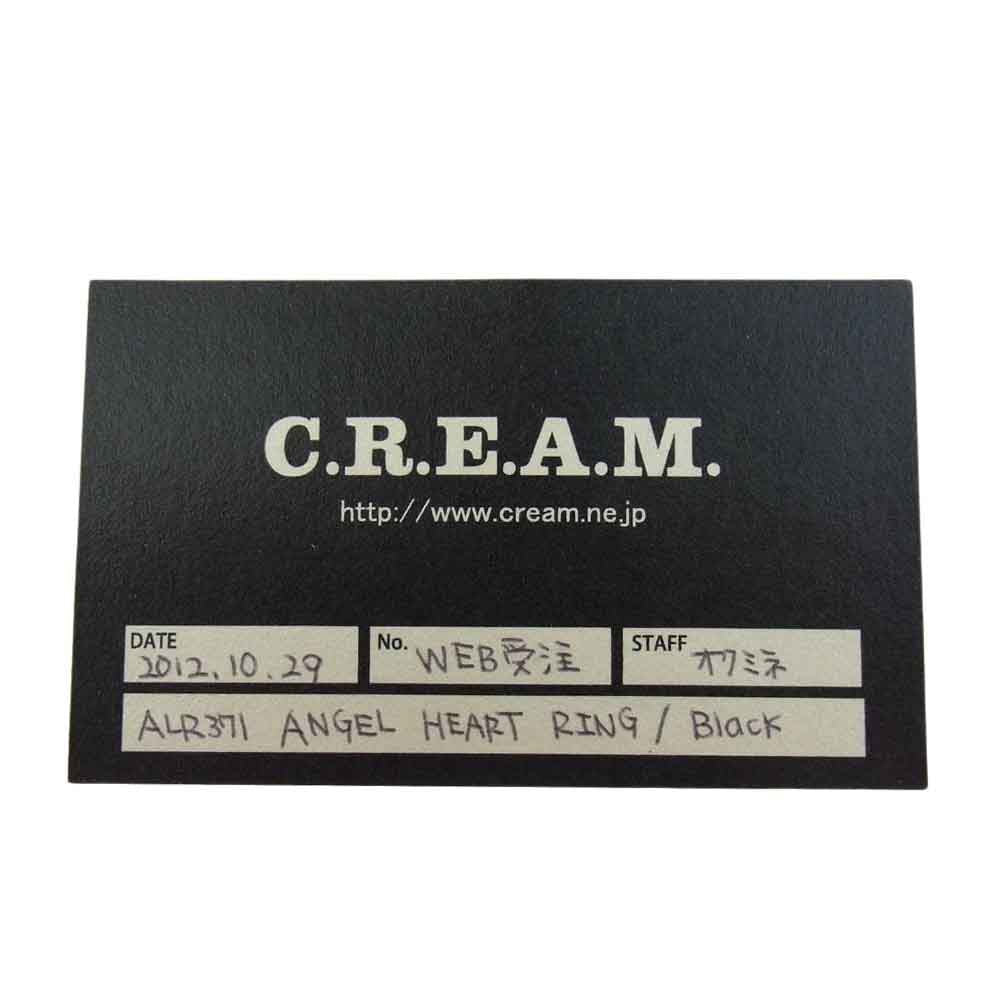 C.R.E.A.M.
http://www.cream.ne.jp
DATE 2012.10.29 No. WEB受注 STAFF オクミネ
ALR371 ANGEL HEART RING / Black